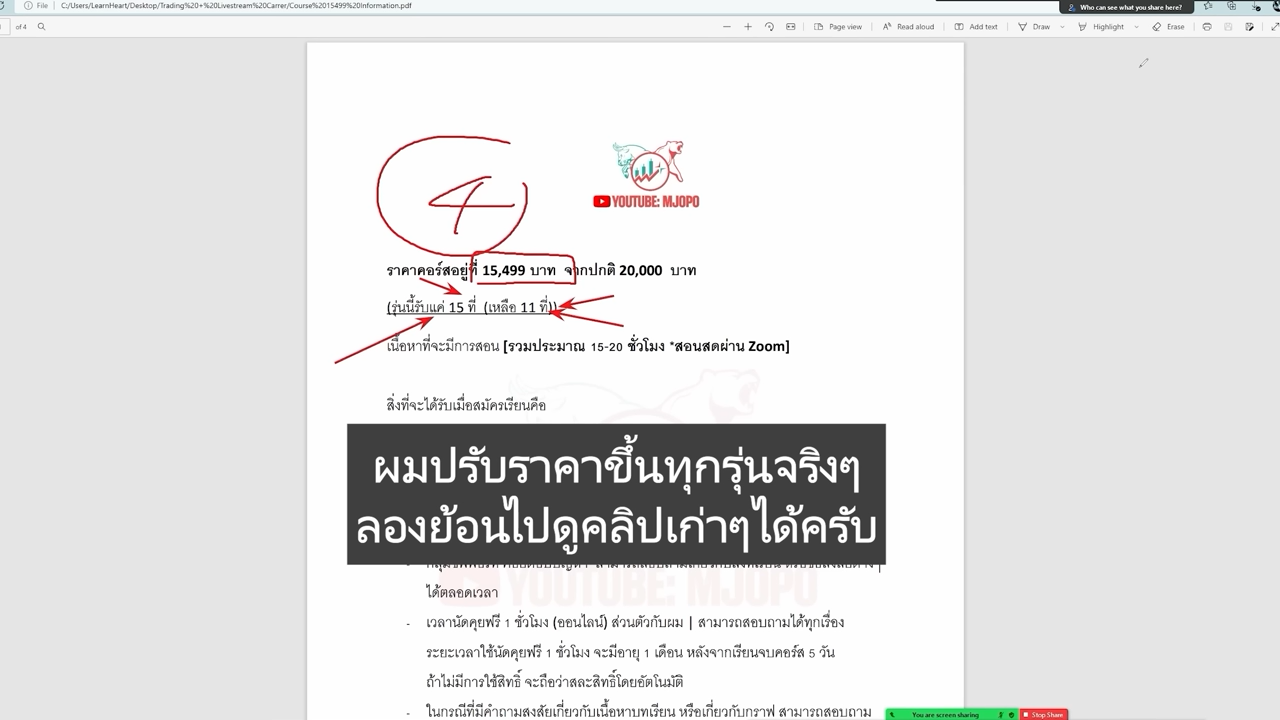 File C:/Users/LearnHeart/Desktop/Trading%20+%20Livestream%20Carrer/Course%2015499%20Information.pdf
Who can see what you share here?
of 4 Page view Read aloud Add text Draw Highlight Erase
4
YOUTUBE: MJOPO
ราคาคอร์สอยู่ที่ 15,499 บาท จากปกติ 20,000 บาท
(รุ่นนี้รับแค่ 15 ที่ (เหลือ 11 ที่))
เนื้อหาที่จะมีการสอน [รวมประมาณ 15-20 ชั่วโมง *สอนสดผ่าน Zoom]
สิ่งที่จะได้รับเมื่อสมัครเรียนคือ
ผมปรับราคาขึ้นทุกรุ่นจริงๆ
ลองย้อนไปดูคลิปเก่าๆได้ครับ
YOUTUBE: MJOPO
ได้ตลอดเวลา
- เวลานัดคุยฟรี 1 ชั่วโมง (ออนไลน์) ส่วนตัวกับผม | สามารถสอบถามได้ทุกเรื่อง
ระยะเวลาใช้นัดคุยฟรี 1 ชั่วโมง จะมีอายุ 1 เดือน หลังจากเรียนจบคอร์ส 5 วัน
ถ้าไม่มีการใช้สิทธิ์ จะถือว่าสละสิทธิ์โดยอัตโนมัติ
- ในกรณีที่มีคำถามสงสัยเกี่ยวกับเนื้อหาบทเรียน หรือเกี่ยวกับกราฟ สามารถสอบถาม
You are screen sharing Stop Share